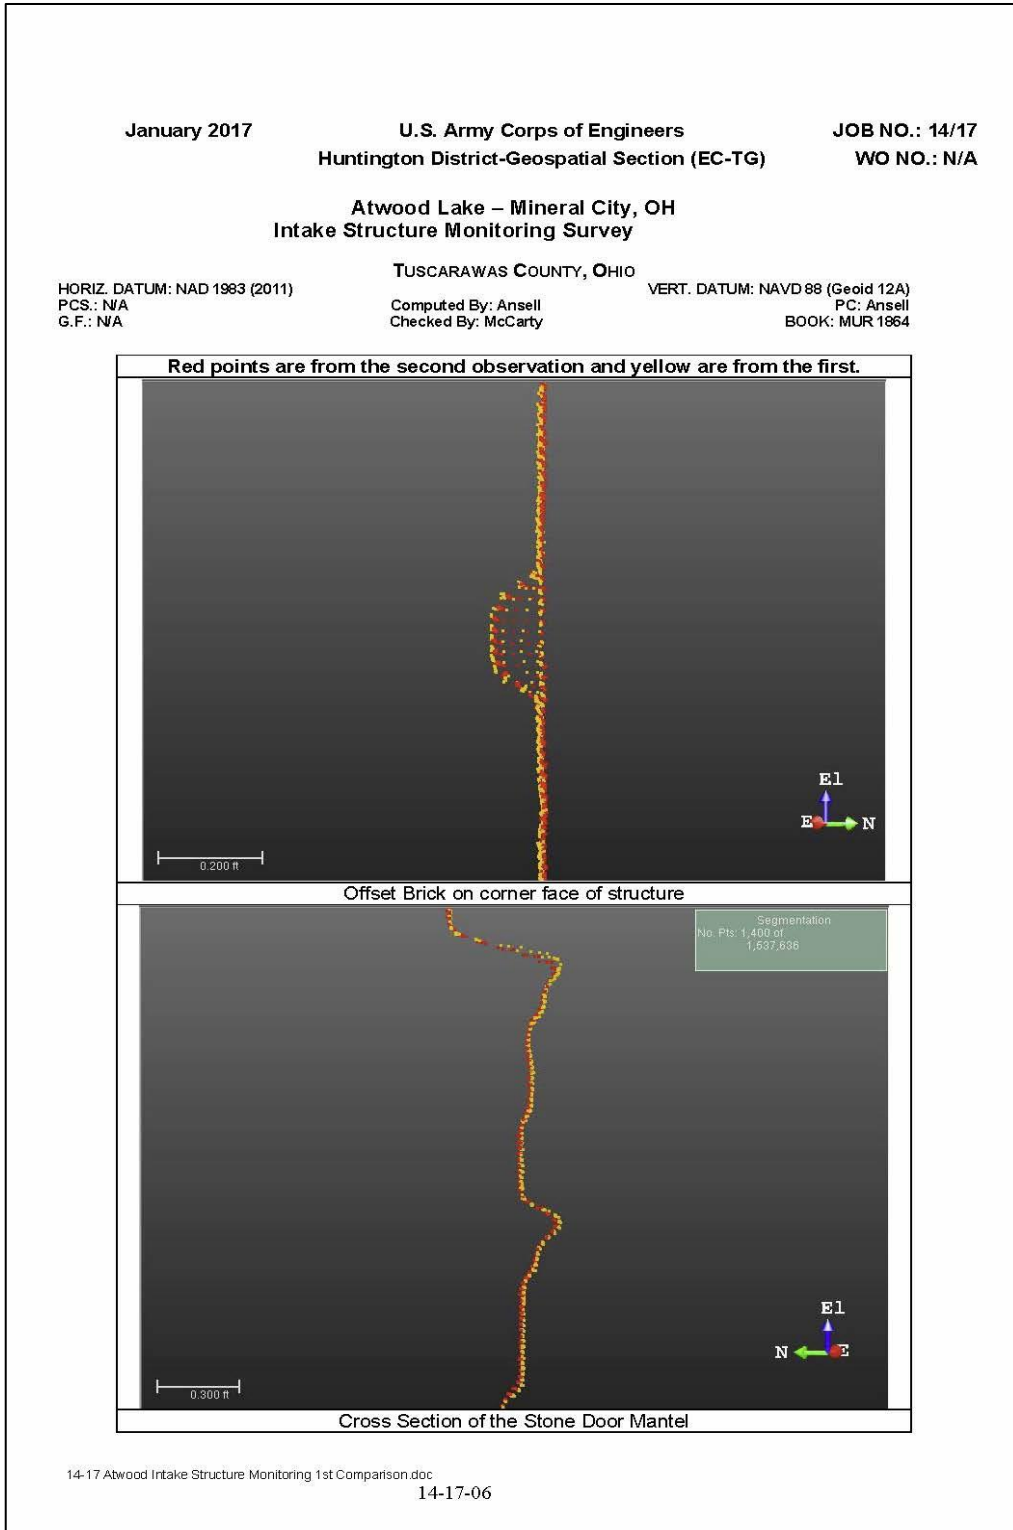 January 2017 U.S. Army Corps of Engineers JOB NO.: 14/17
Huntington District-Geospatial Section (EC-TG) WO NO.: N/A
Atwood Lake – Mineral City, OH
Intake Structure Monitoring Survey
TUSCARAWAS COUNTY, OHIO
HORIZ. DATUM: NAD 1983 (2011) VERT. DATUM: NAVD 88 (Geoid 12A)
PCS.: N/A Computed By: Ansell PC: Ansell
G.F.: N/A Checked By: McCarty BOOK: MUR 1864
Red points are from the second observation and yellow are from the first.
El
E N
0.200 ft
Offset Brick on corner face of structure
Segmentation
No. Pts: 1,400 of
1,537,636
El
N E
0.300 ft
Cross Section of the Stone Door Mantel
14-17 Atwood Intake Structure Monitoring 1st Comparison.doc
14-17-06